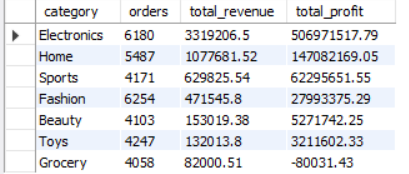 category orders total_revenue total_profit
Electronics 6180 3319206.5 506971517.79
Home 5487 1077681.52 147082169.05
Sports 4171 629825.54 62295651.55
Fashion 6254 471545.8 27993375.29
Beauty 4103 153019.38 5271742.25
Toys 4247 132013.8 3211602.33
Grocery 4058 82000.51 -80031.43